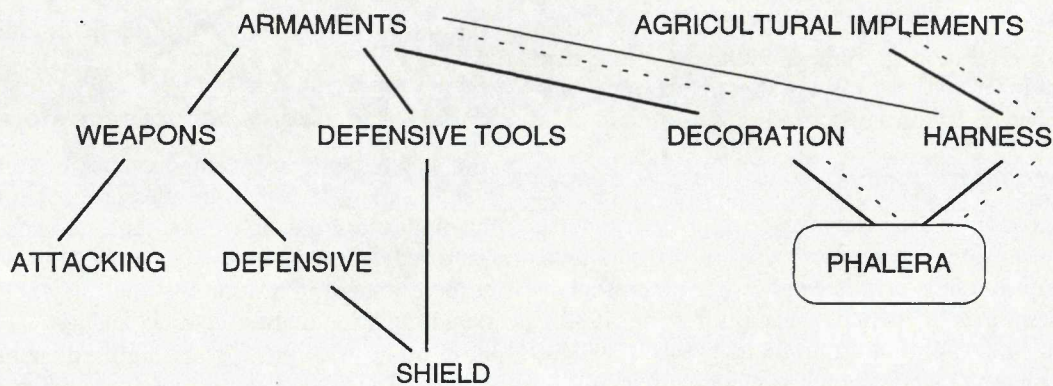 ARMAMENTS AGRICULTURAL IMPLEMENTS
WEAPONS DEFENSIVE TOOLS DECORATION HARNESS
ATTACKING DEFENSIVE PHALERA
SHIELD